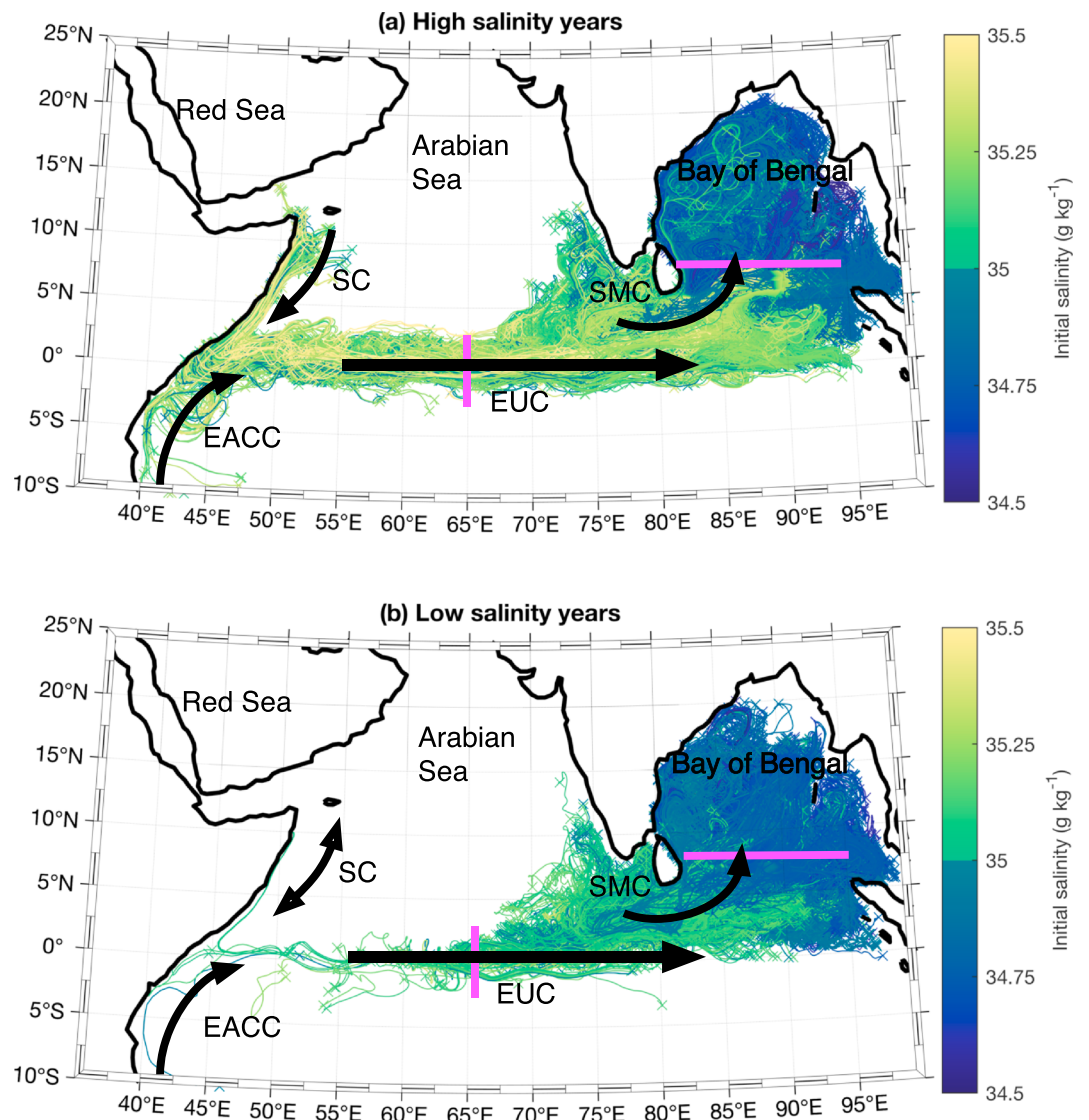 (a) High salinity years
25°N
20°N
15°N
10°N
5°N
0°
5°S
10°S
40°E 45°E 50°E 55°E 60°E 65°E 70°E 75°E 80°E 85°E 90°E 95°E
Red Sea
Arabian
Sea
Bay of Bengal
SC
SMC
EUC
EACC
35.5
35.25
35
34.75
34.5
Initial salinity (g kg⁻¹)
(b) Low salinity years
25°N
20°N
15°N
10°N
5°N
0°
5°S
10°S
40°E 45°E 50°E 55°E 60°E 65°E 70°E 75°E 80°E 85°E 90°E 95°E
Red Sea
Arabian
Sea
Bay of Bengal
SC
SMC
EUC
EACC
35.5
35.25
35
34.75
34.5
Initial salinity (g kg⁻¹)